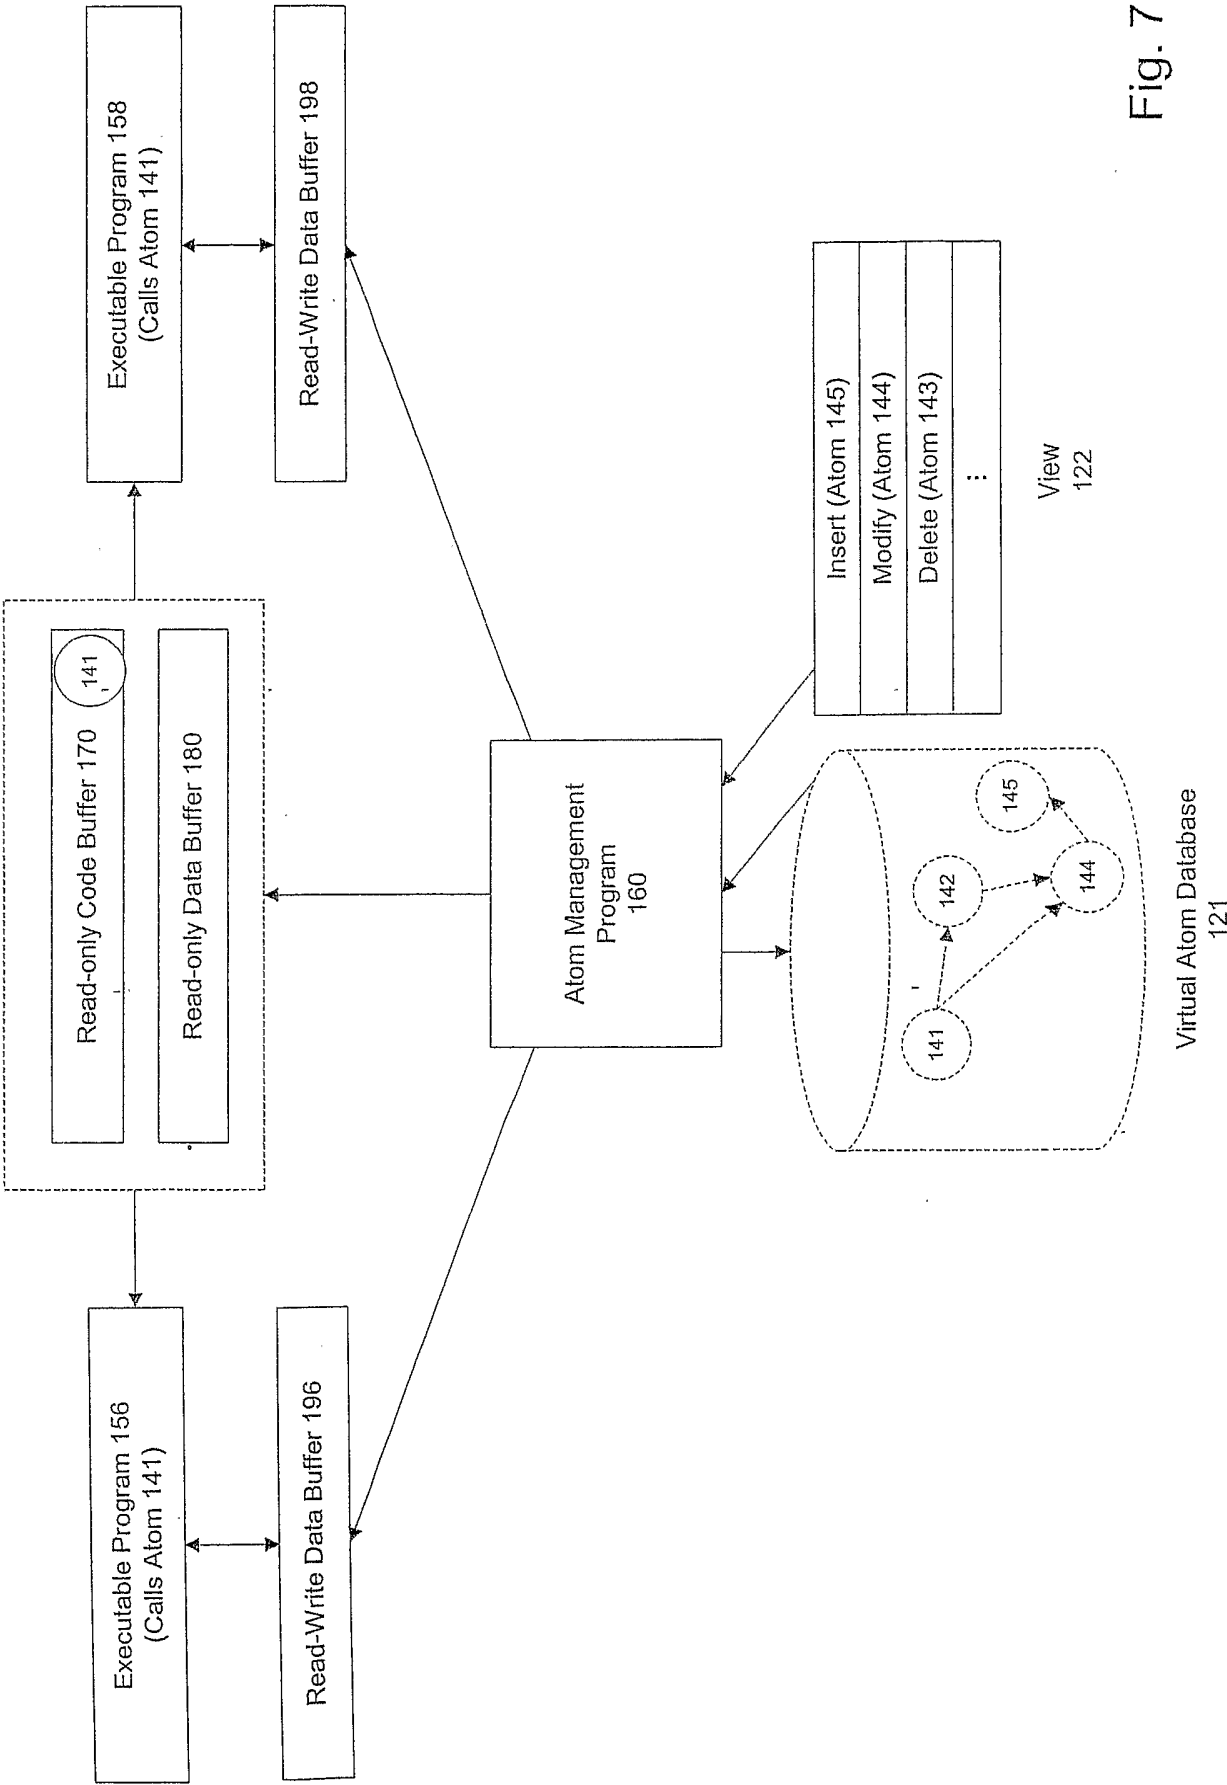 Executable Program 156
(Calls Atom 141)
Read-Write Data Buffer 196
Read-only Code Buffer 170
141
Read-only Data Buffer 180
Executable Program 158
(Calls Atom 141)
Read-Write Data Buffer 198
Atom Management
Program
160
141
142
144
145
Virtual Atom Database
121
Insert (Atom 145)
Modify (Atom 144)
Delete (Atom 143)
...
View
122
Fig. 7